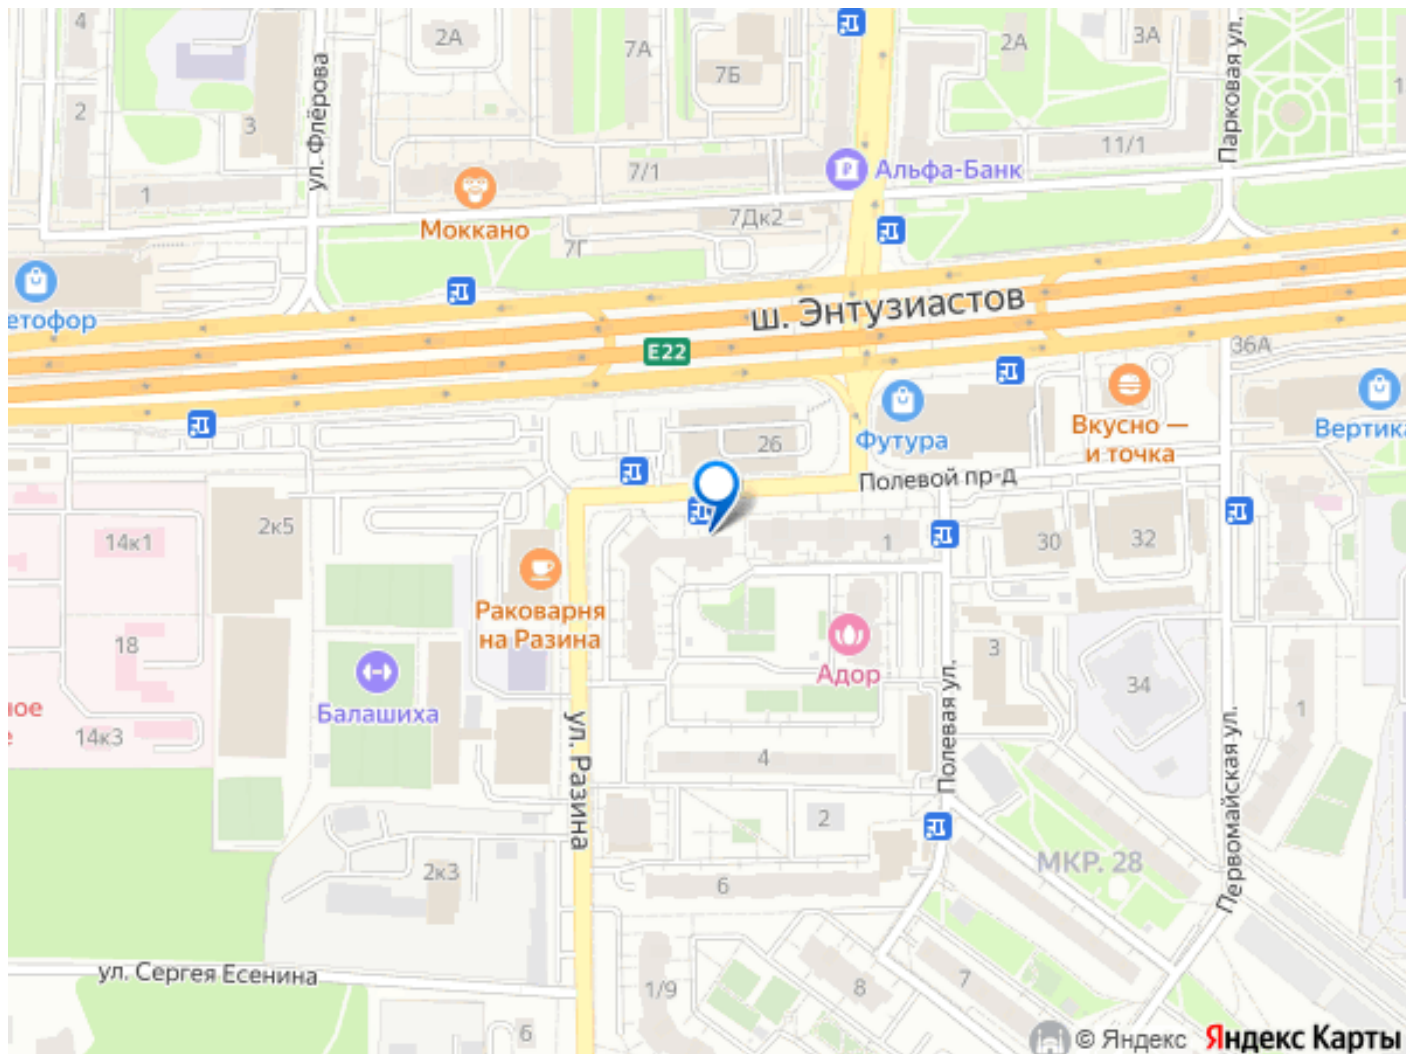 4
2А
7А
7Б
2А
3А
Парковая ул.
1
2
3
ул. Флёрова
11/1
1
7/1
Альфа-Банк
Моккано
7Дк2
7Г
етофор
ш. Энтузиастов
Е22
36А
26
Футура
Вкусно —
и точка
Вертика
Полевой пр-д
2к5
14к1
1
30
32
Раковарня
на Разина
18
3
Адор
34
Балашиха
ное
е
14к3
ул. Разина
4
Полевая ул.
1
Первомайская ул.
2
2к3
6
МКР. 28
ул. Сергея Есенина
1/9
8
7
6
© Яндекс Яндекс Карты